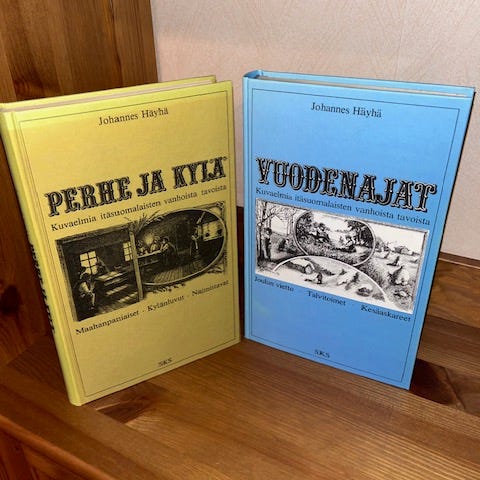 Johannes Häyhä
PERHE JA KYLÄ
Kuvaelmia itäsuomalaisten vanhoista tavoista
Maahanpaniaiset · Kylänluvut · Naimistavat
SKS
Johannes Häyhä
VUODENAJAT
Kuvaelmia itäsuomalaisten vanhoista tavoista
Joulun vietto · Talvitoimet · Kesäaskareet
SKS